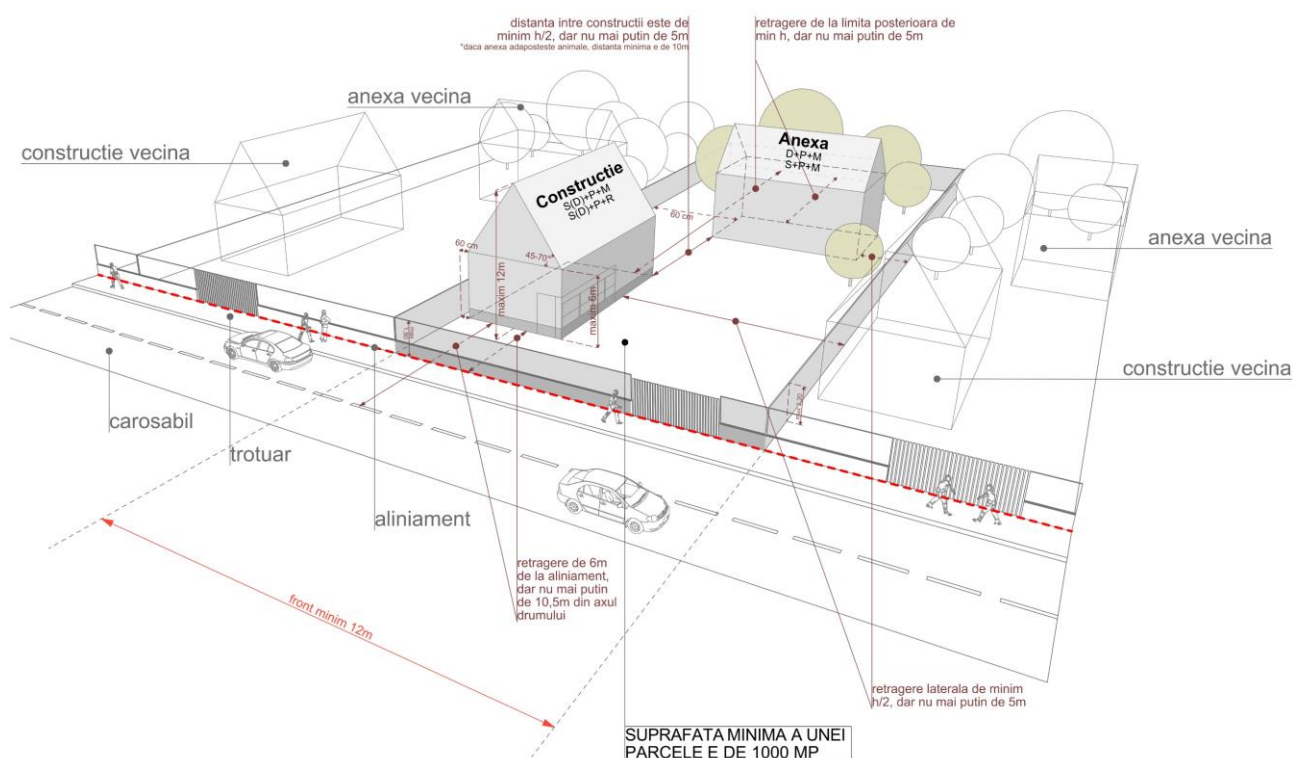 distanta intre constructii este de
minim h/2, dar nu mai putin de 5m
*daca anexa adaposteste animale, distanta minima e de 10m
retragere de la limita posterioara de
min h, dar nu mai putin de 5m
anexa vecina
constructie vecina
Anexa
D+P+M
S+P+M
Constructie
S(D)+P+M
S(D)+P+R
60 cm
60 cm
45-70°
maxim 12m
maxim 6m
anexa vecina
constructie vecina
carosabil
trotuar
aliniament
retragere de 6m
de la aliniament,
dar nu mai putin
de 10,5m din axul
drumului
front minim 12m
retragere laterala de minim
h/2, dar nu mai putin de 5m
SUPRAFATA MINIMA A UNEI
PARCELE E DE 1000 MP